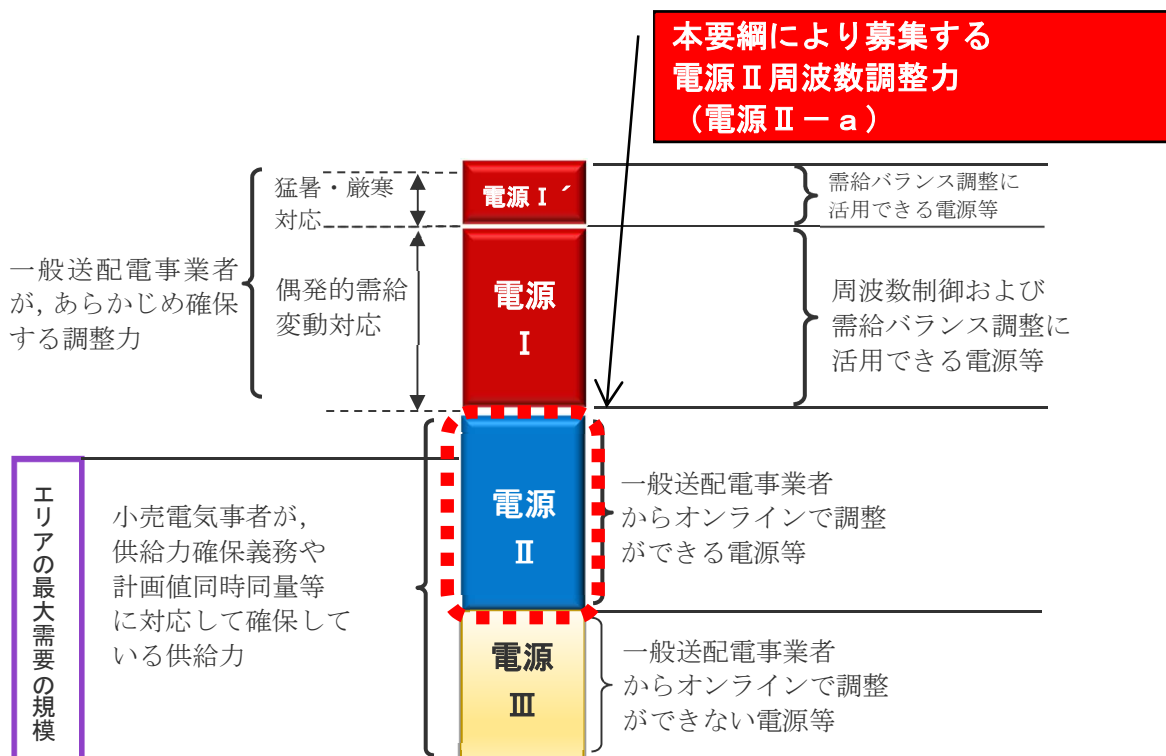 本要綱により募集する
電源Ⅱ周波数調整力
（電源Ⅱ－ａ）
猛暑・厳寒
対応
電源Ⅰ´
需給バランス調整に
活用できる電源等
一般送配電事業者
が，あらかじめ確保
する調整力
偶発的需給
変動対応
電源
Ⅰ
周波数制御および
需給バランス調整に
活用できる電源等
エリアの最大需要の規模
小売電気事者が，
供給力確保義務や
計画値同時同量等
に対応して確保して
いる供給力
電源
Ⅱ
一般送配電事業者
からオンラインで調整
ができる電源等
電源
Ⅲ
一般送配電事業者
からオンラインで調整
ができない電源等